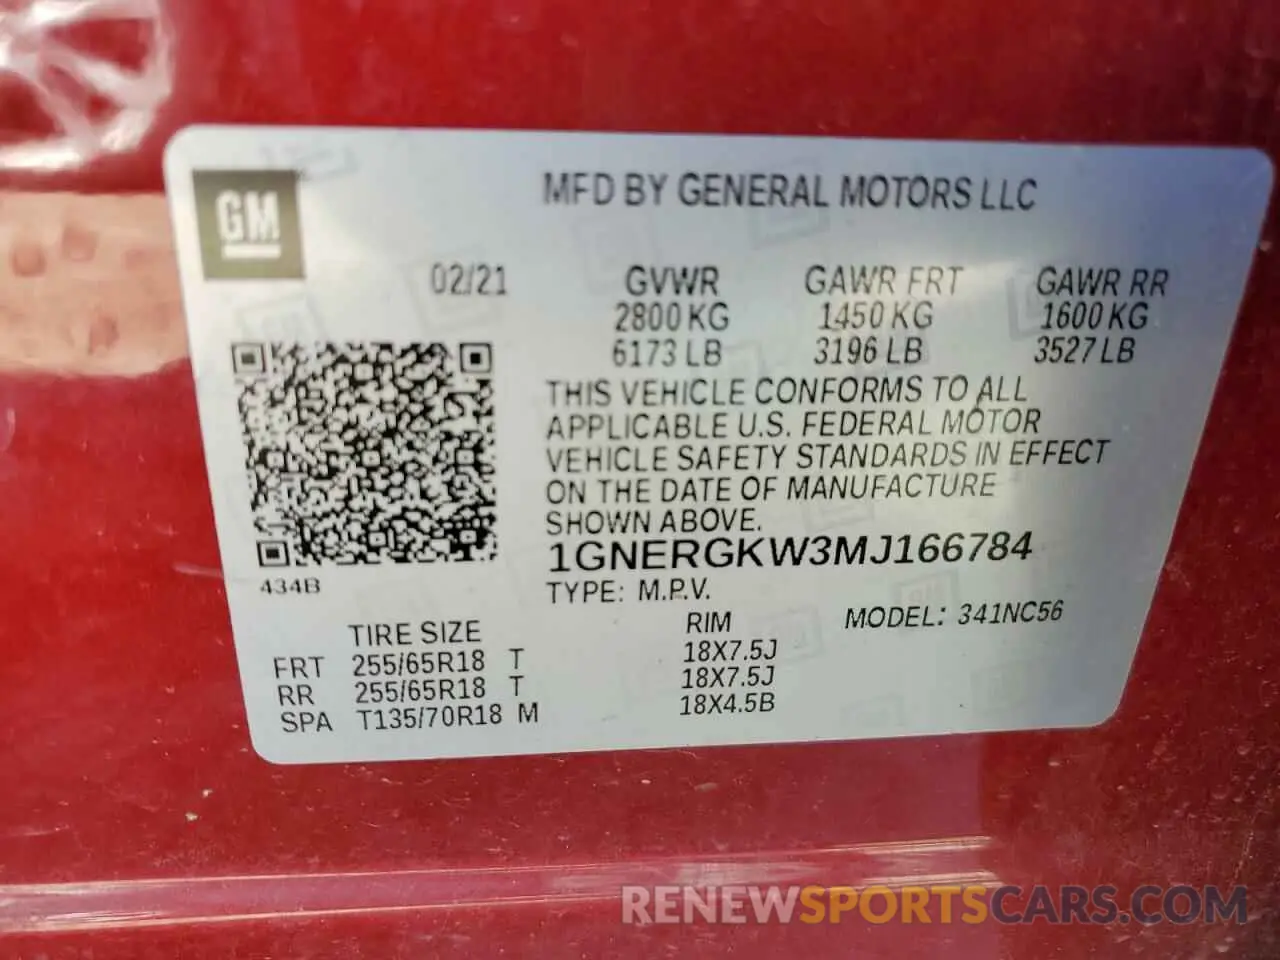 GM
MFD BY GENERAL MOTORS LLC
02/21 GVWR GAWR FRT GAWR RR
2800 KG 1450 KG 1600 KG
6173 LB 3196 LB 3527 LB
THIS VEHICLE CONFORMS TO ALL
APPLICABLE U.S. FEDERAL MOTOR
VEHICLE SAFETY STANDARDS IN EFFECT
ON THE DATE OF MANUFACTURE
SHOWN ABOVE.
1GNERGKW3MJ166784
434B
TYPE: M.P.V.
TIRE SIZE RIM MODEL: 341NC56
FRT 255/65R18 T 18X7.5J
RR 255/65R18 T 18X7.5J
SPA T135/70R18 M 18X4.5B
RENEWSPORTSCARS.COM